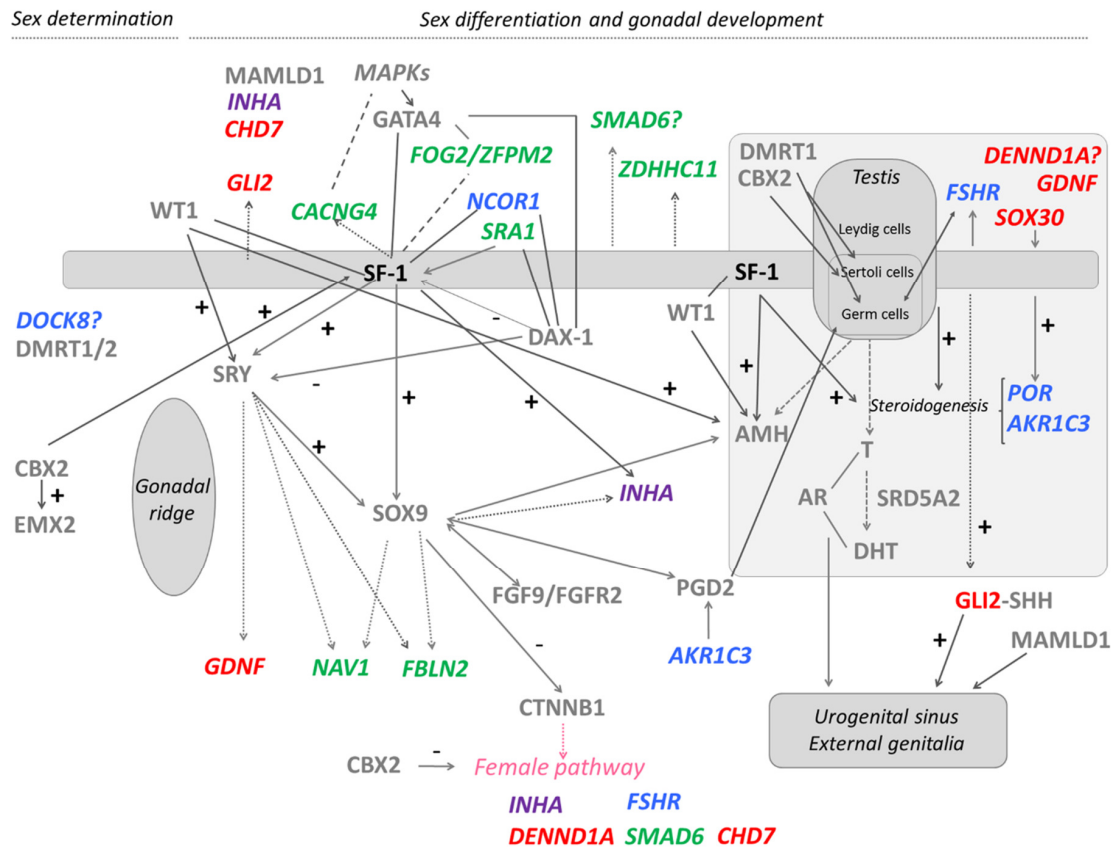 Sex determination
Sex differentiation and gonadal development
MAMLD1
INHA
CHD7
MAPKs
GATA4
FOG2/ZFPM2
SMAD6?
ZDHHC11
GLI2
CACNG4
NCOR1
SRA1
WT1
SF-1
DMRT1
CBX2
Testis
Leydig cells
Sertoli cells
Germ cells
DENND1A?
GDNF
FSHR
SOX30
SF-1
WT1
DOCK8?
DMRT1/2
+
+
+
-
DAX-1
SRY
-
+
+
+
+
+
+
+
Steroidogenesis
POR
AKR1C3
AMH
T
+
CBX2
+
EMX2
Gonadal
ridge
SOX9
INHA
AR
SRD5A2
DHT
+
FGF9/FGFR2
PGD2
GLI2-SHH
+
MAMLD1
GDNF
NAV1
FBLN2
-
AKR1C3
CTNNB1
Urogenital sinus
External genitalia
CBX2
-
Female pathway
INHA
FSHR
DENND1A
SMAD6
CHD7